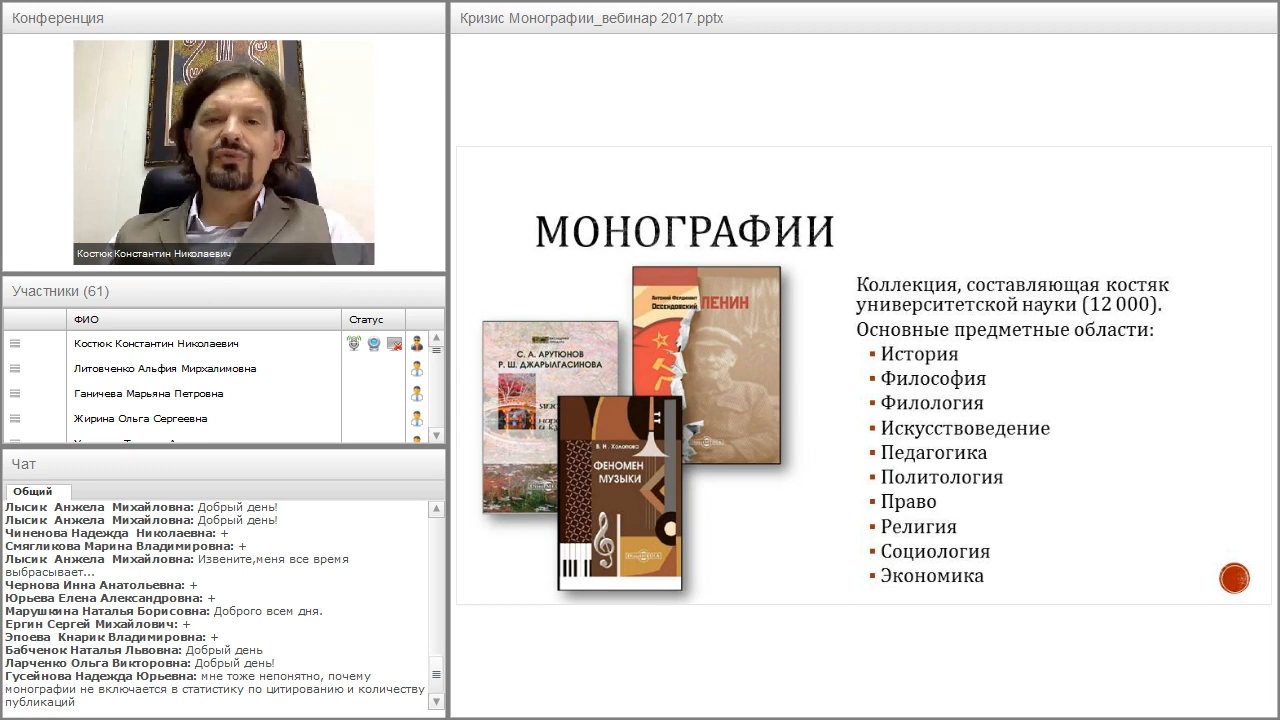 Конференция
Костюк Константин Николаевич
Участники (61)
ФИО
Статус
Костюк Константин Николаевич
Литовченко Альфия Мирхалимовна
Ганичева Марьяна Петровна
Жирина Ольга Сергеевна
Чат
Общий
Лысик Анжела Михайловна: Добрый день!
Лысик Анжела Михайловна: Добрый день!
Чиненова Надежда Николаевна: +
Смягликова Марина Владимировна: +
Лысик Анжела Михайловна: Извените,меня все время
выбрасывает...
Чернова Инна Анатольевна: +
Юрьева Елена Александровна: +
Марушкина Наталья Борисовна: Доброго всем дня.
Ергин Сергей Михайлович: +
Эпоева Кнарик Владимировна: +
Бабченок Наталья Львовна: Добрый день
Ларченко Ольга Викторовна: Добрый день!
Гусейнова Надежда Юрьевна: мне тоже непонятно, почему
монографии не включается в статистику по цитированию и количеству
публикаций
Кризис Монографии_вебинар 2017.pptx
МОНОГРАФИИ
Антоний Фердинанд
Оссендовский
ЛЕНИН
С. А. АРУТЮНОВ
Р. Ш. ДЖАРЫЛГАСИНОВА
В. Н. Холопова
ФЕНОМЕН
МУЗЫКИ
Коллекция, составляющая костяк
университетской науки (12 000).
Основные предметные области:
▪ История
▪ Философия
▪ Филология
▪ Искусствоведение
▪ Педагогика
▪ Политология
▪ Право
▪ Религия
▪ Социология
▪ Экономика